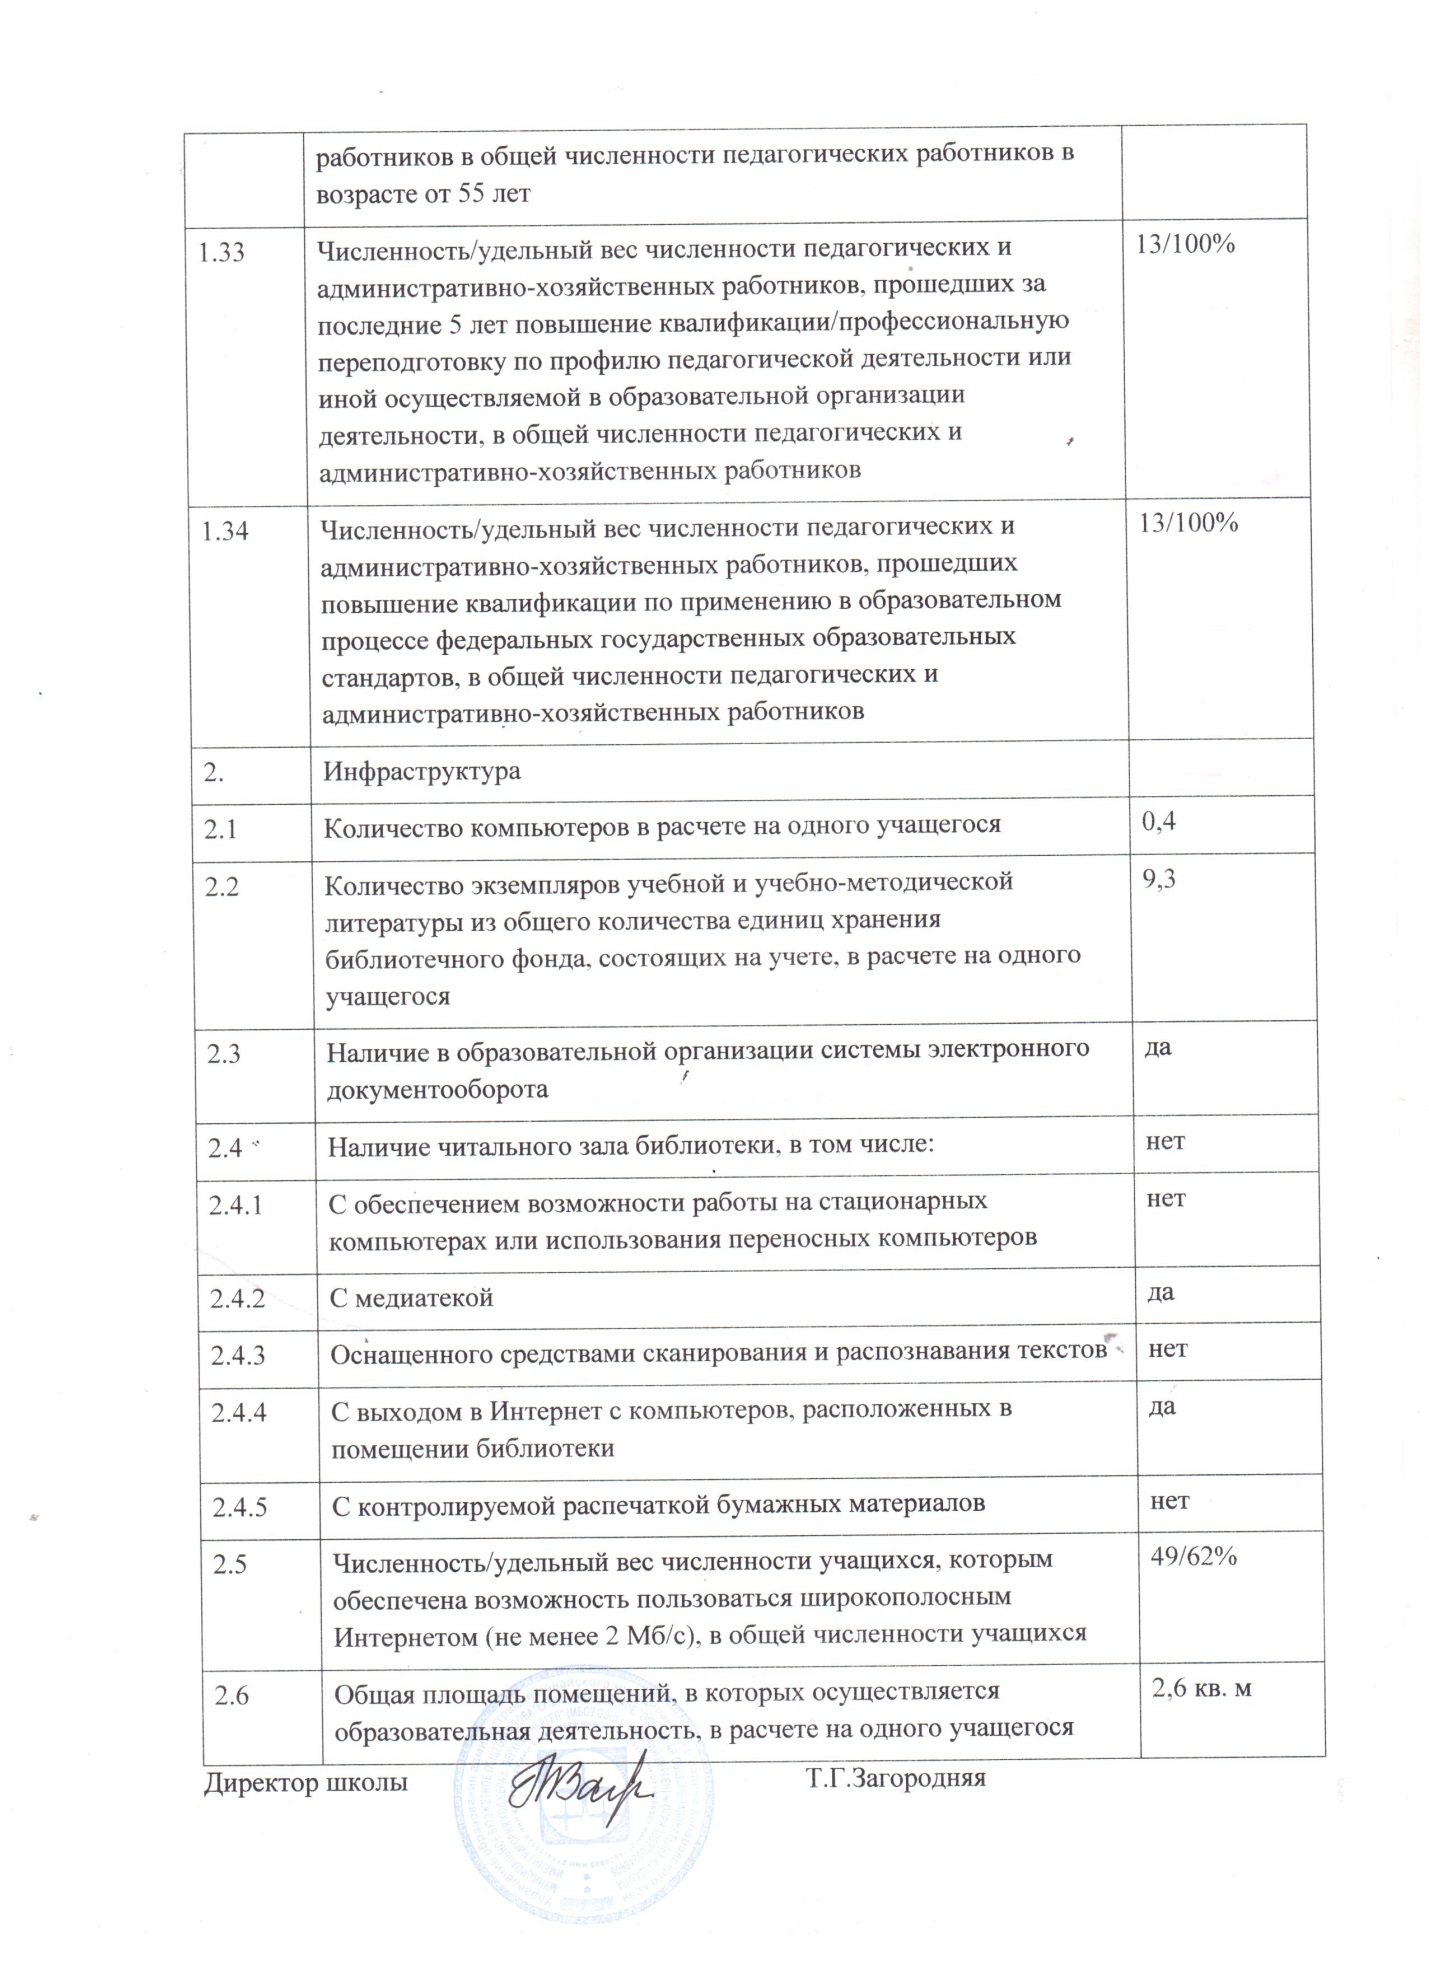 работников в общей численности педагогических работников в
возрасте от 55 лет
1.33
Численность/удельный вес численности педагогических и
административно-хозяйственных работников, прошедших за
последние 5 лет повышение квалификации/профессиональную
переподготовку по профилю педагогической деятельности или
иной осуществляемой в образовательной организации
деятельности, в общей численности педагогических и
административно-хозяйственных работников
13/100%
1.34
Численность/удельный вес численности педагогических и
административно-хозяйственных работников, прошедших
повышение квалификации по применению в образовательном
процессе федеральных государственных образовательных
стандартов, в общей численности педагогических и
административно-хозяйственных работников
13/100%
2.
Инфраструктура
2.1
Количество компьютеров в расчете на одного учащегося
0,4
2.2
Количество экземпляров учебной и учебно-методической
литературы из общего количества единиц хранения
библиотечного фонда, состоящих на учете, в расчете на одного
учащегося
9,3
2.3
Наличие в образовательной организации системы электронного
документооборота
да
2.4
Наличие читального зала библиотеки, в том числе:
нет
2.4.1
С обеспечением возможности работы на стационарных
компьютерах или использования переносных компьютеров
нет
2.4.2
С медиатекой
да
2.4.3
Оснащенного средствами сканирования и распознавания текстов
нет
2.4.4
С выходом в Интернет с компьютеров, расположенных в
помещении библиотеки
да
2.4.5
С контролируемой распечаткой бумажных материалов
нет
2.5
Численность/удельный вес численности учащихся, которым
обеспечена возможность пользоваться широкополосным
Интернетом (не менее 2 Мб/с), в общей численности учащихся
49/62%
2.6
Общая площадь помещений, в которых осуществляется
образовательная деятельность, в расчете на одного учащегося
2,6 кв. м
Директор школы
Т.Г.Загородняя